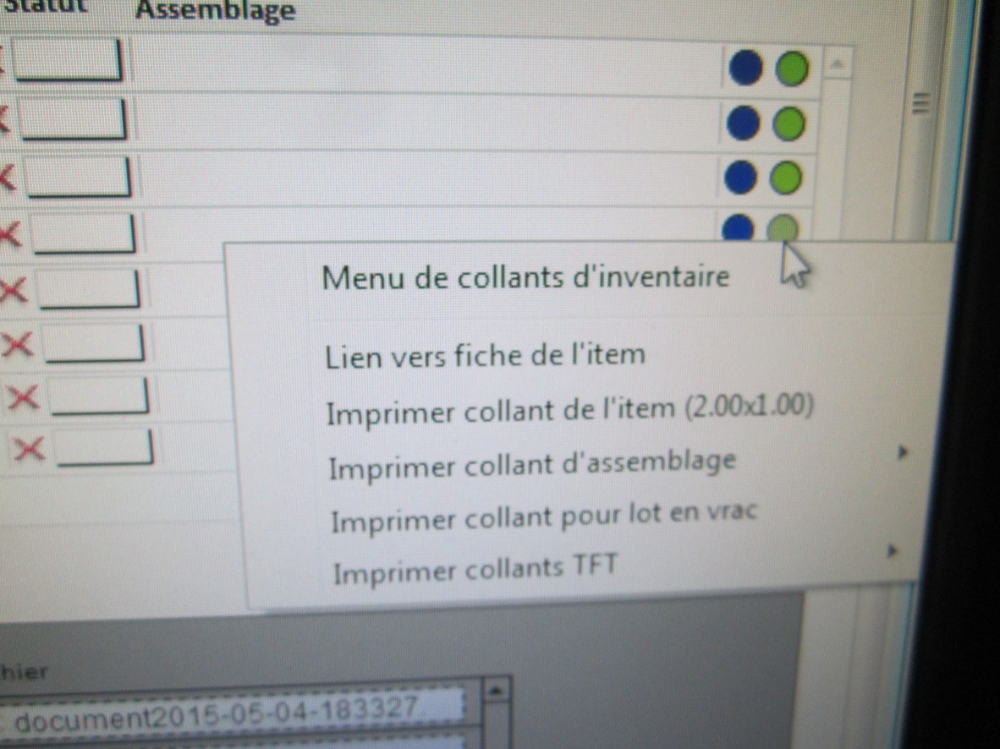 Statut Assemblage
Menu de collants d'inventaire
Lien vers fiche de l'item
Imprimer collant de l'item (2.00x1.00)
Imprimer collant d'assemblage
Imprimer collant pour lot en vrac
Imprimer collants TFT
hier
document2015-05-04-183327